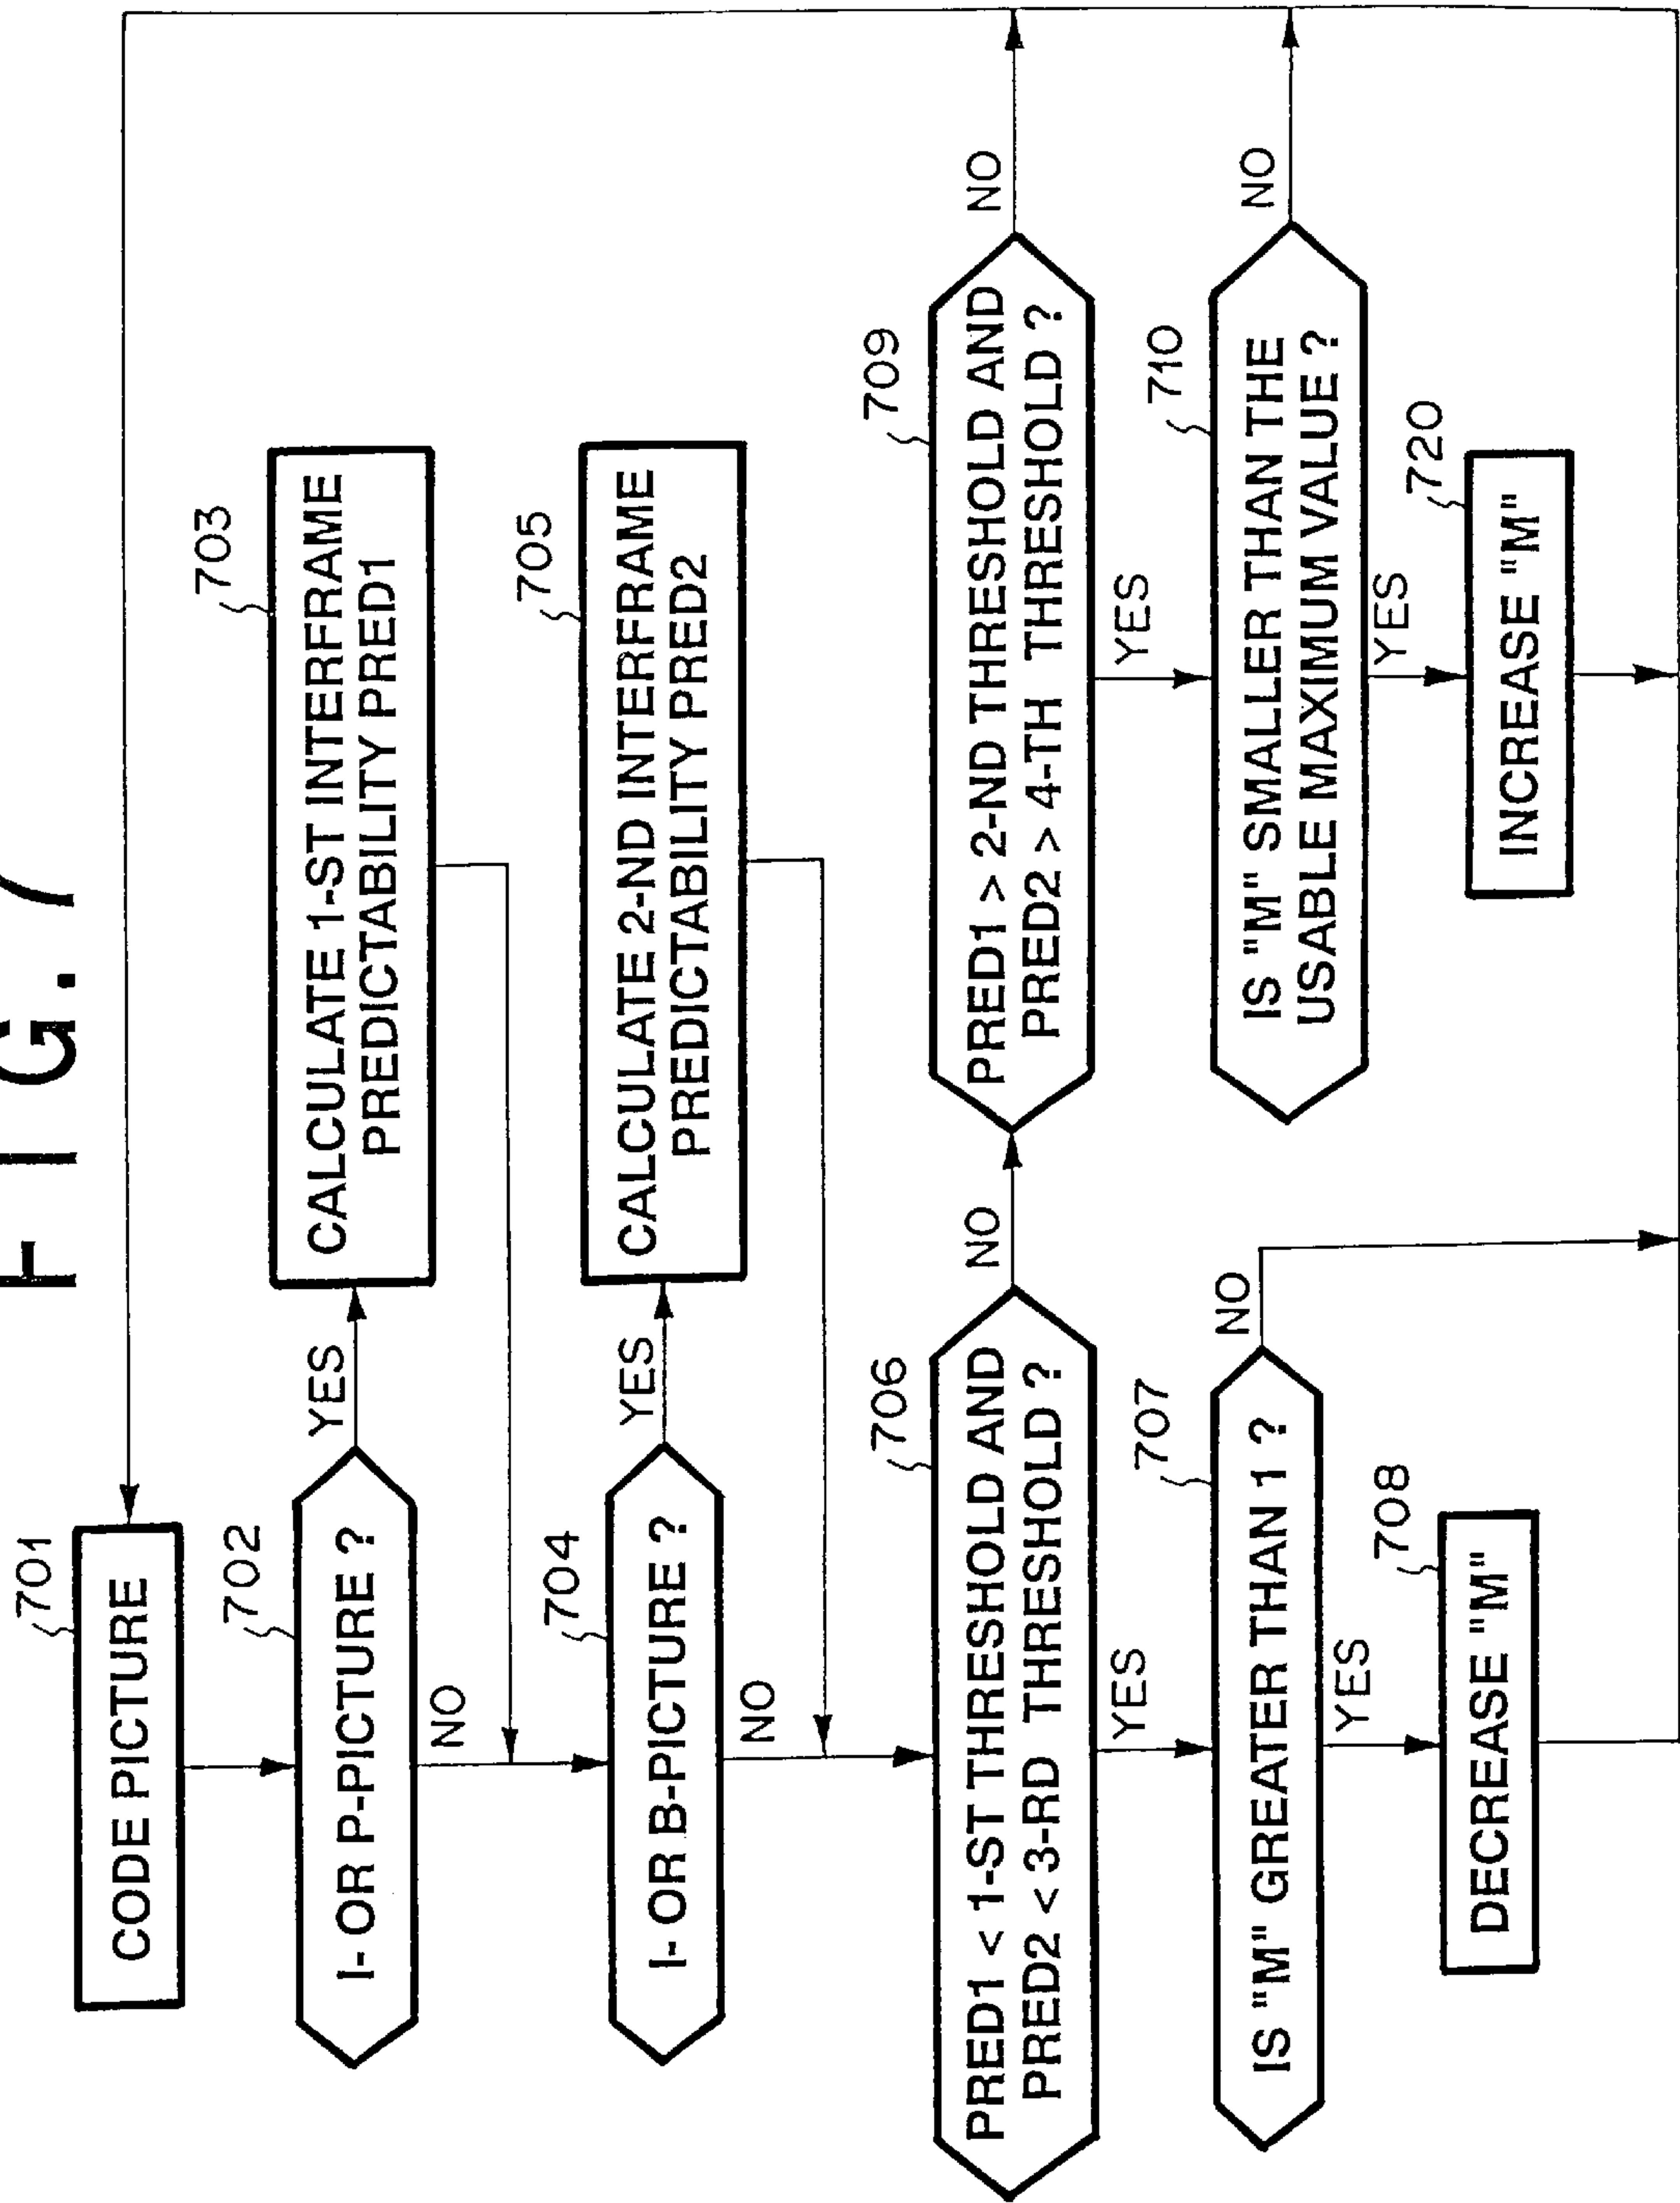 FIG. 7
701
CODE PICTURE
702
I- OR P-PICTURE ?
YES
703
CALCULATE 1-ST INTERFRAME
PREDICTABILITY PRED1
NO
704
I- OR B-PICTURE ?
YES
705
CALCULATE 2-ND INTERFRAME
PREDICTABILITY PRED2
NO
706
PRED1 < 1-ST THRESHOLD AND
PRED2 < 3-RD THRESHOLD ?
NO
709
PRED1 > 2-ND THRESHOLD AND
PRED2 > 4-TH THRESHOLD ?
NO
YES
707
IS "M" GREATER THAN 1 ?
NO
YES
710
IS "M" SMALLER THAN THE
USABLE MAXIMUM VALUE ?
NO
YES
708
DECREASE "M"
YES
720
INCREASE "M"